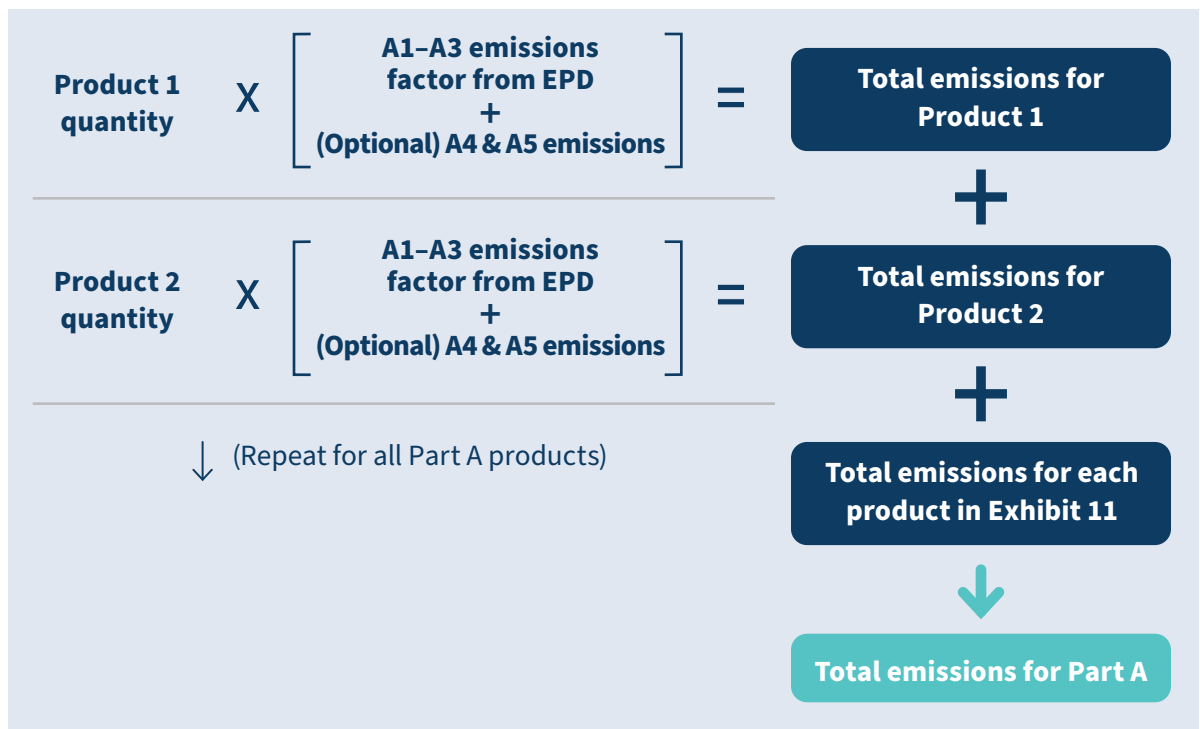 Product 1
quantity
X
A1–A3 emissions
factor from EPD
+
(Optional) A4 & A5 emissions
=
Total emissions for
Product 1
+
Product 2
quantity
X
A1–A3 emissions
factor from EPD
+
(Optional) A4 & A5 emissions
=
Total emissions for
Product 2
+
↓ (Repeat for all Part A products)
Total emissions for each
product in Exhibit 11
Total emissions for Part A